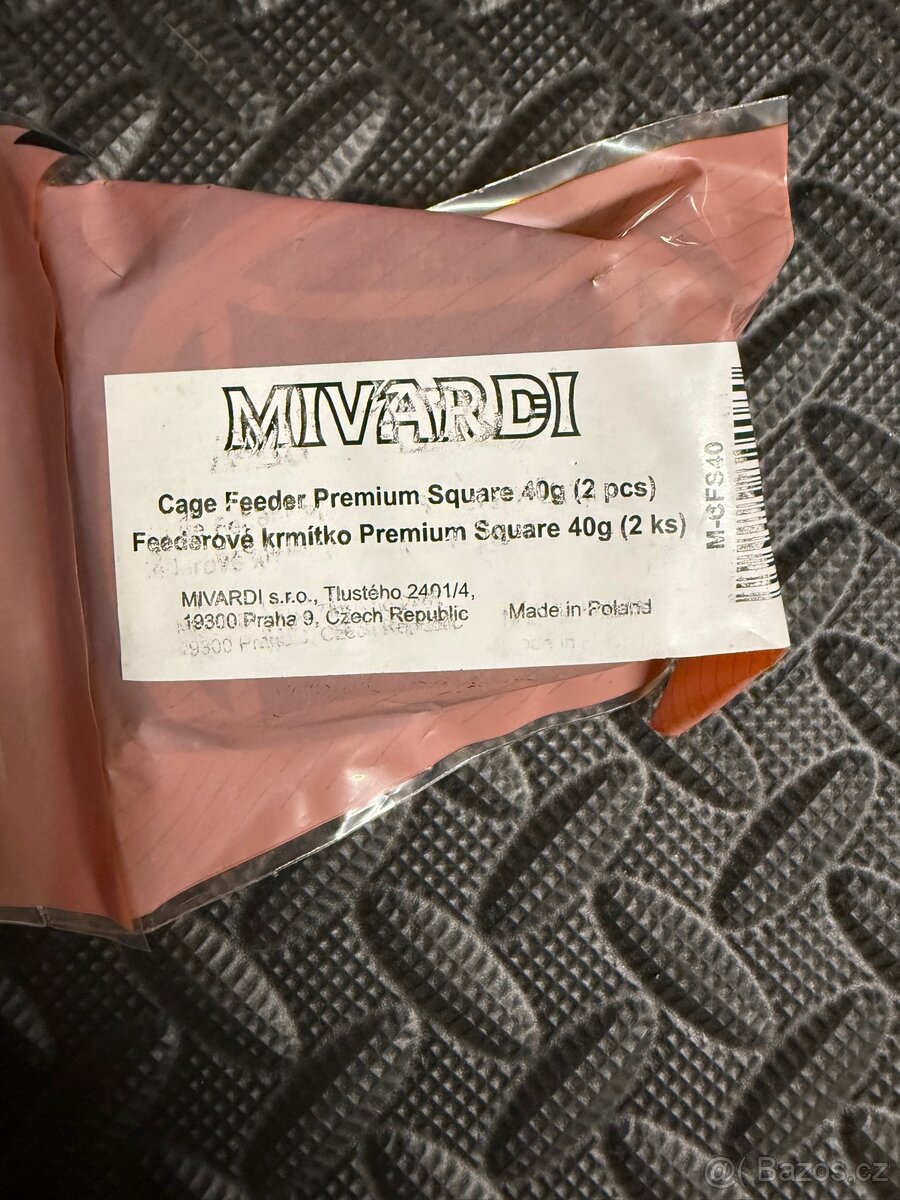 MIVARDI
Cage Feeder Premium Square 40g (2 pcs)
Feederové krmítko Premium Square 40g (2 ks)
MIVARDI s.r.o., Tlustého 2401/4,
19300 Praha 9, Czech Republic
Made in Poland
M-CFS40
@( Bazos.cz